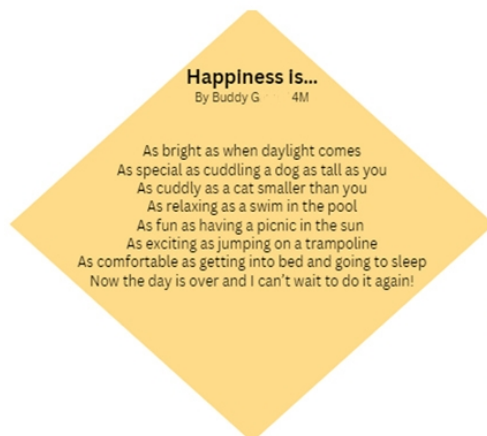 Happiness is...
By Buddy G 4M
As bright as when daylight comes
As special as cuddling a dog as tall as you
As cuddly as a cat smaller than you
As relaxing as a swim in the pool
As fun as having a picnic in the sun
As exciting as jumping on a trampoline
As comfortable as getting into bed and going to sleep
Now the day is over and I can't wait to do it again!